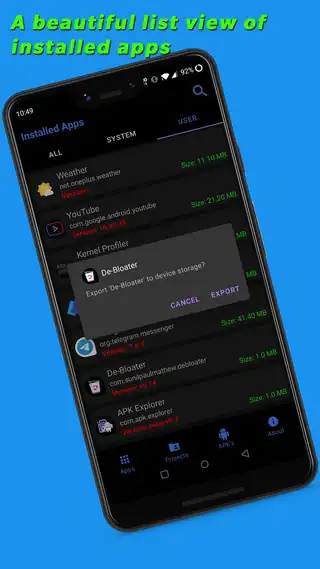 A beautiful list view of
installed apps
10:49
92%
Installed Apps
ALL
SYSTEM
USER
Weather
net.oneplus.weather
Size: 11.10 MB
YouTube
com.google.android.youtube
Size: 21.20 MB
Kernel Profiler
De-Bloater
Export 'De-Bloater' to device storage?
CANCEL
EXPORT
org.telegram.messenger
Size: 41.40 MB
De-Bloater
com.sunilpaulmathew.debloater
Size: 1.0 MB
APK Explorer
com.apk.explorer/
Size: 1.0 MB
Apps
Projects
APK's
About